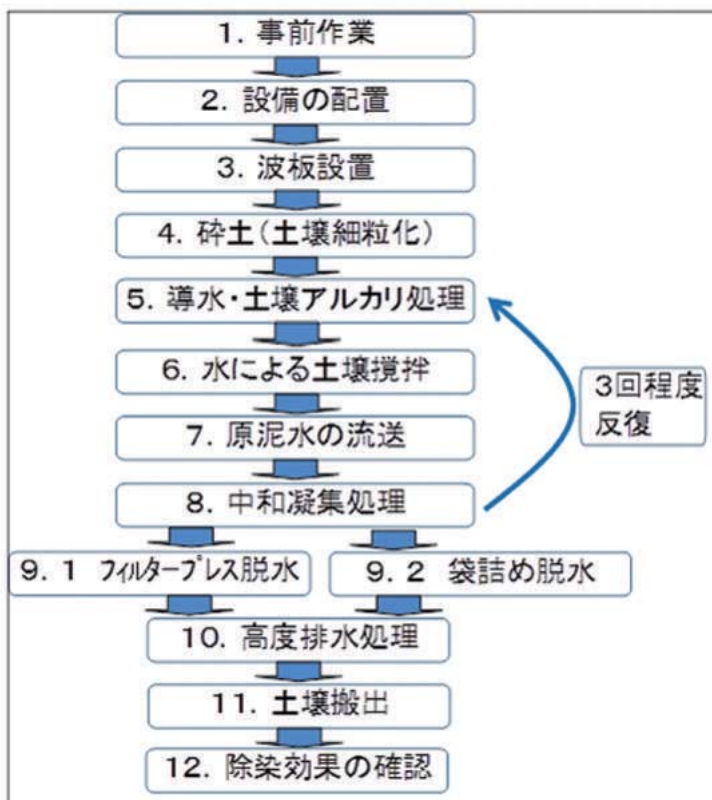 1. 事前作業
2. 設備の配置
3. 波板設置
4. 砕土(土壌細粒化)
5. 導水・土壌アルカリ処理
6. 水による土壌撹拌
7. 原泥水の流送
8. 中和凝集処理
3回程度
反復
9. 1 フィルタープレス脱水
9. 2 袋詰め脱水
10. 高度排水処理
11. 土壌搬出
12. 除染効果の確認